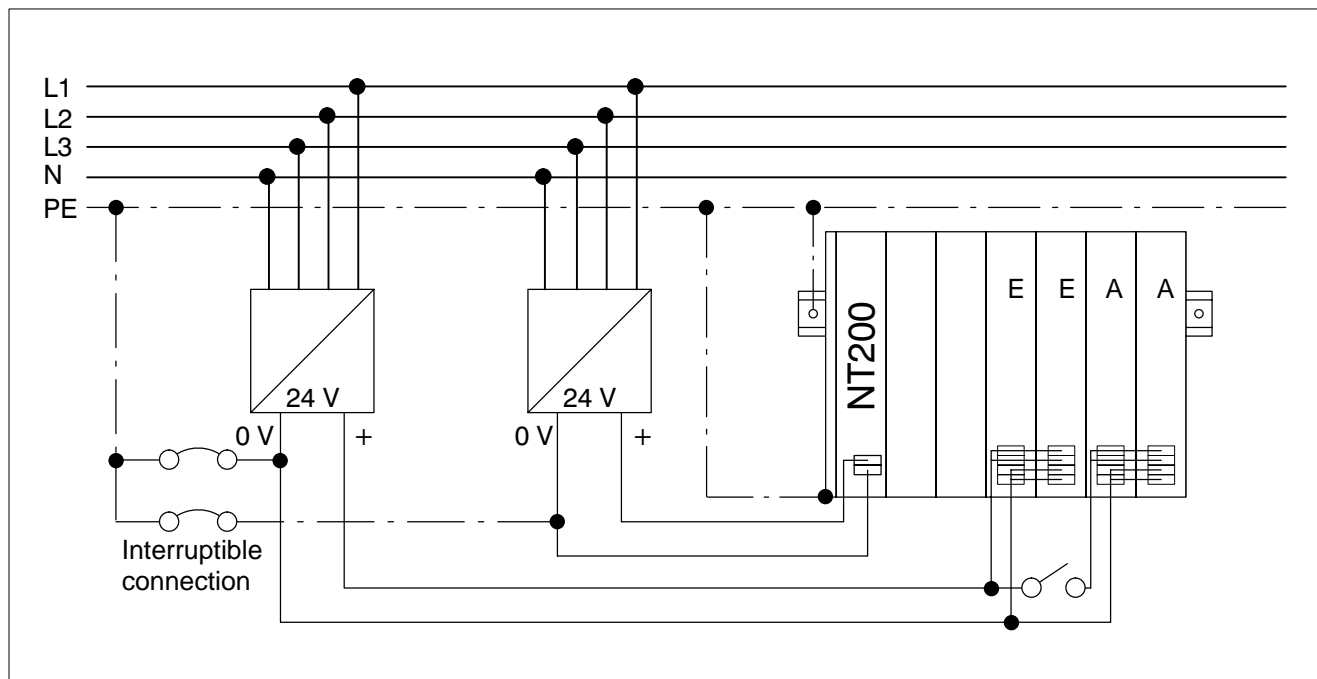 L1
L2
L3
N
PE
NT200
E E A A
24 V
24 V
0 V +
0 V +
Interruptible
connection